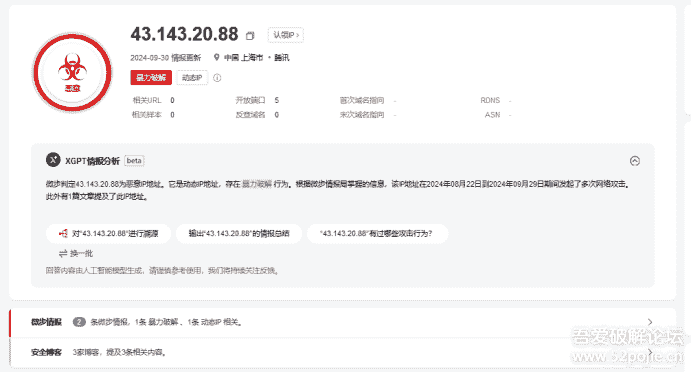 43.143.20.88
认领IP
2024-09-30 情报更新
中国 上海市 • 腾讯
恶意
暴力破解
动态IP
相关URL 0
开放端口 5
首次域名指向 -
RDNS -
相关样本 0
反查域名 0
末次域名指向 -
ASN -
XGPT情报分析 beta
微步判定43.143.20.88为恶意IP地址。它是动态IP地址，存在 暴力破解 行为。根据微步情报局掌握的信息，该IP地址在2024年08月22日到2024年09月29日期间发起了多次网络攻击。
此外有1篇文章提及了此IP地址。
对“43.143.20.88”进行溯源
输出“43.143.20.88”的情报总结
“43.143.20.88”有过哪些攻击行为？
换一批
回答内容由人工智能模型生成，请谨慎参考使用，我们将持续关注反馈。
微步情报 2 条微步情报，1条 暴力破解 、1条 动态IP 相关。
安全博客 3家博客，提及3条相关内容。
吾爱破解论坛
www.52pojie.cn